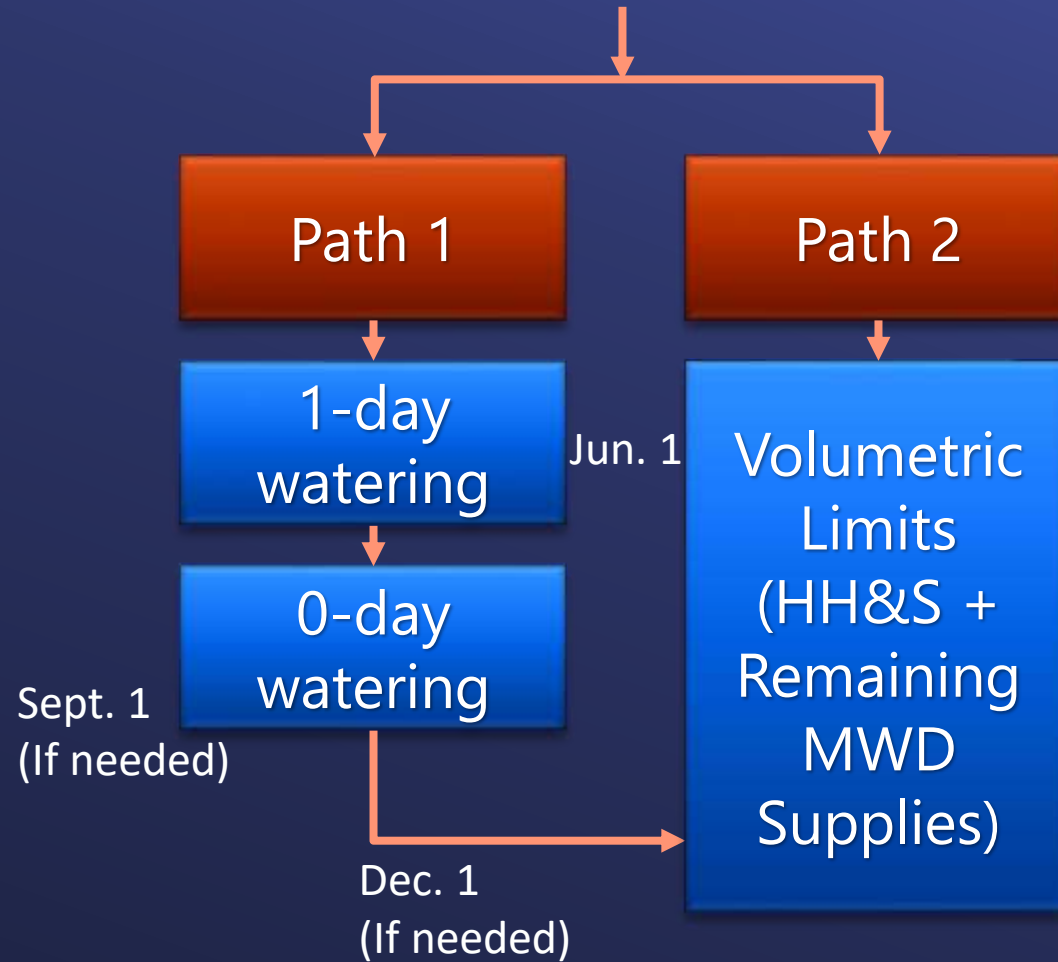 Path 1
Path 2
1-day
watering
Jun. 1
Volumetric
Limits
(HH&S +
Remaining
MWD
Supplies)
0-day
watering
Sept. 1
(If needed)
Dec. 1
(If needed)